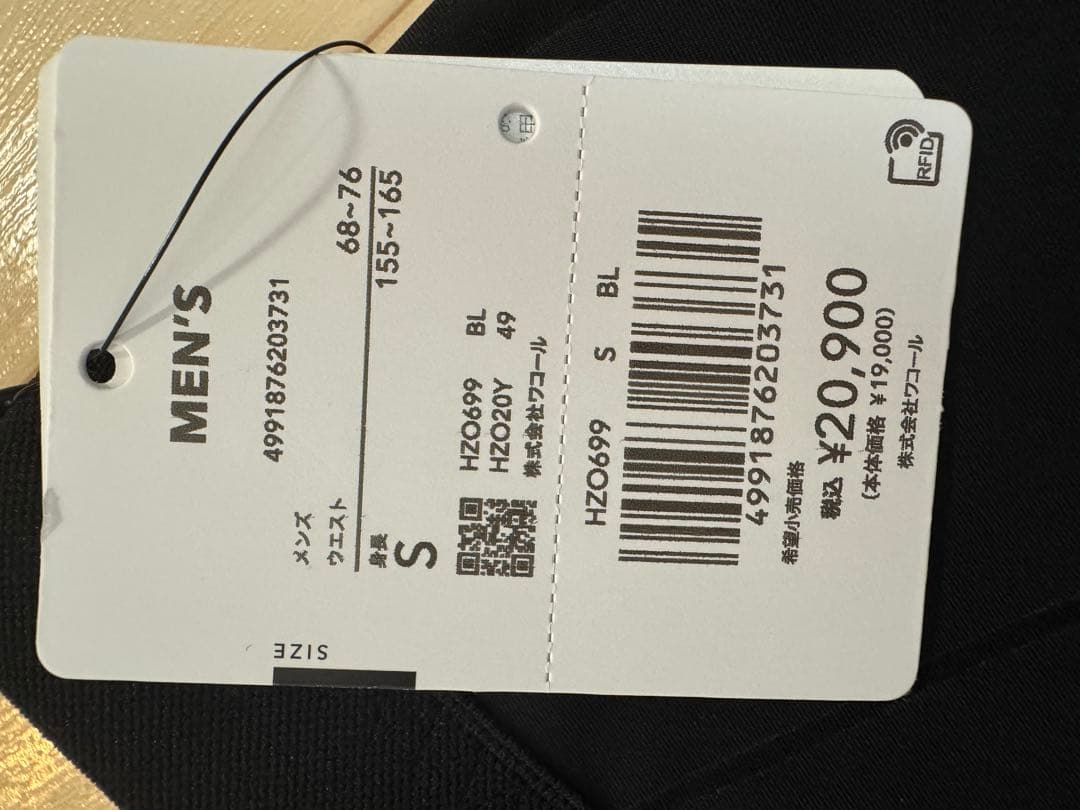 MEN'S
4991876203731
メンズ
ウエスト 68~76
身長 155~165
S
HZO699 BL
HZO20Y 49
株式会社ワコール
SIZE
HZO699 S BL
4991876203731
希望小売価格
税込 ¥20,900
(本体価格 ¥19,000)
株式会社ワコール
RFID